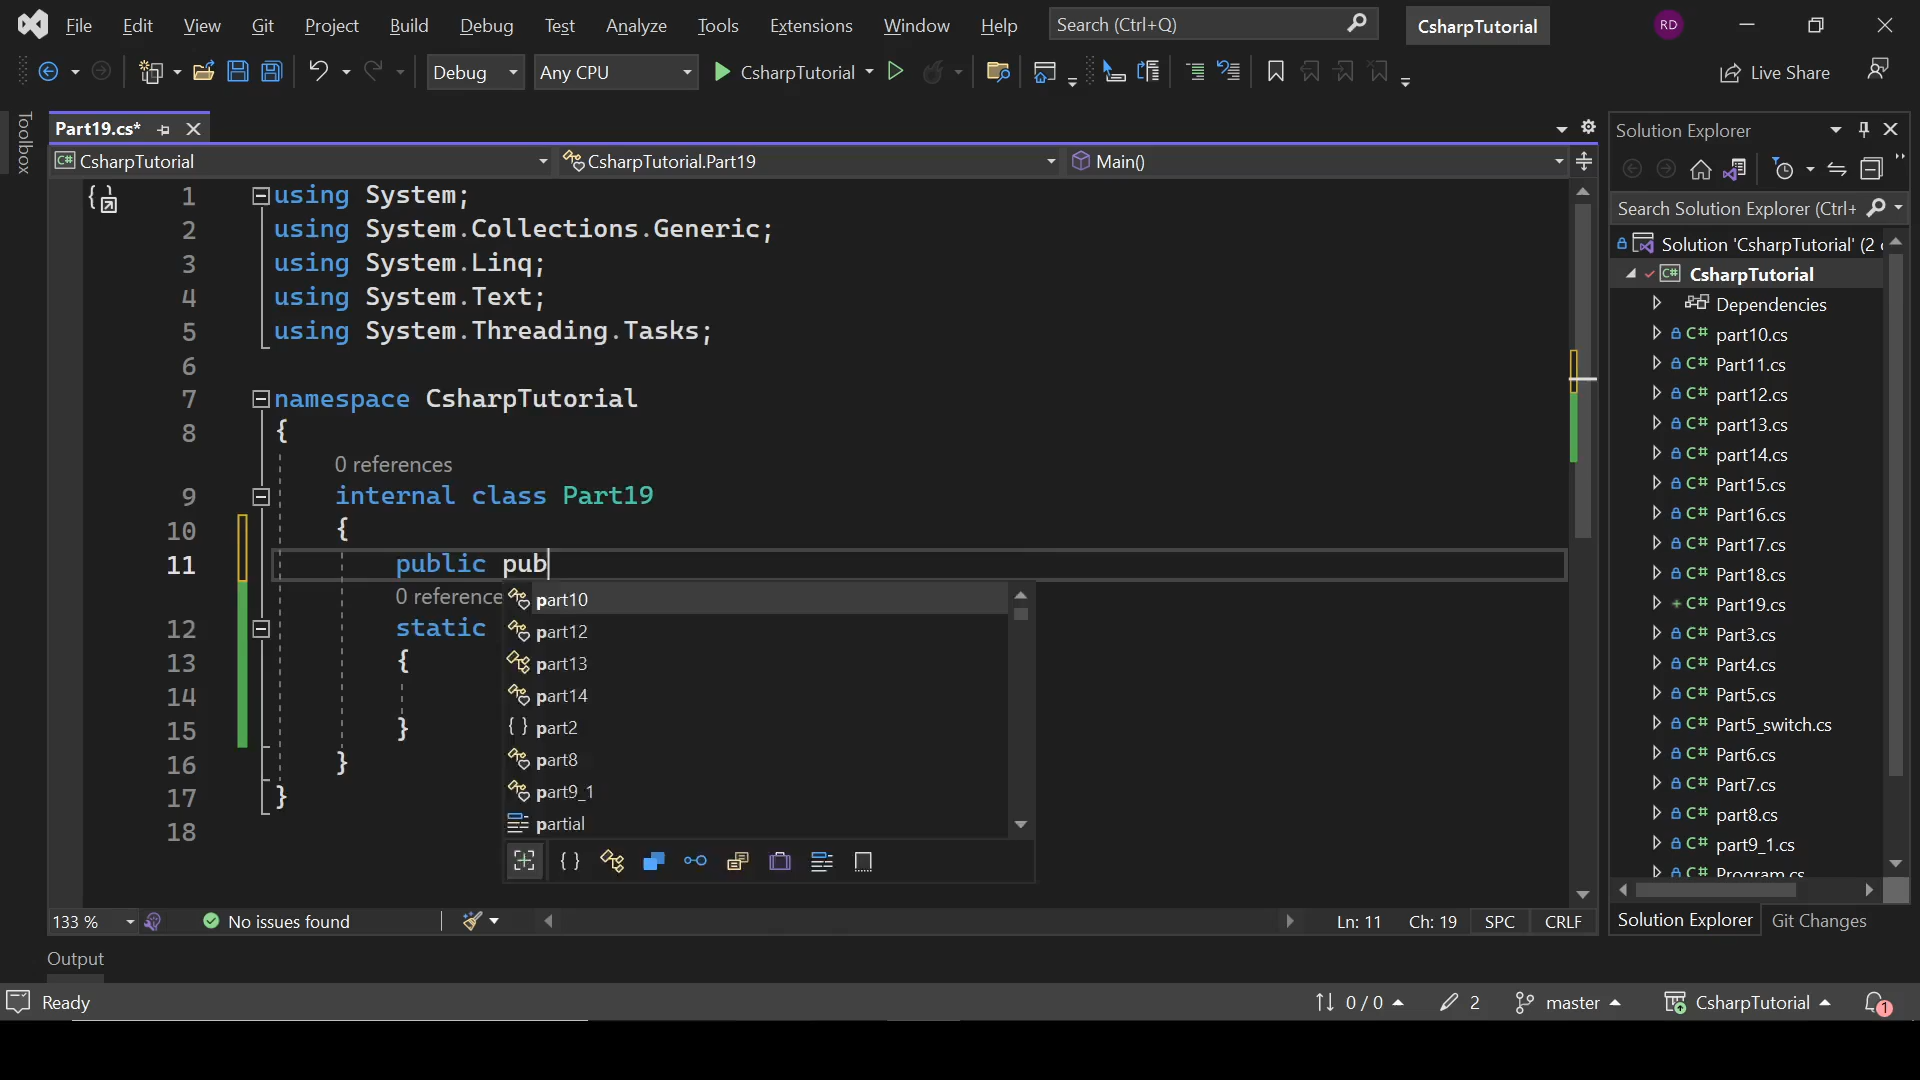 File Edit View Git Project Build Debug Test Analyze Tools Extensions Window Help Search (Ctrl+Q) CsharpTutorial RD
Debug Any CPU CsharpTutorial Live Share
Toolbox
Part19.cs*
CsharpTutorial CsharpTutorial.Part19 Main()
1 using System;
2 using System.Collections.Generic;
3 using System.Linq;
4 using System.Text;
5 using System.Threading.Tasks;
6
7 namespace CsharpTutorial
8 {
0 references
9 internal class Part19
10 {
11 public pub
0 reference
12 static
13 {
14
15 }
16 }
17 }
18
part10
part12
part13
part14
{ } part2
part8
part9_1
partial
133 % No issues found Ln: 11 Ch: 19 SPC CRLF
Solution Explorer
Search Solution Explorer (Ctrl+
Solution 'CsharpTutorial' (2
C# CsharpTutorial
Dependencies
C# part10.cs
C# Part11.cs
C# part12.cs
C# part13.cs
C# part14.cs
C# Part15.cs
C# Part16.cs
C# Part17.cs
C# Part18.cs
C# Part19.cs
C# Part3.cs
C# Part4.cs
C# Part5.cs
C# Part5_switch.cs
C# Part6.cs
C# Part7.cs
C# part8.cs
C# part9_1.cs
C# Program.cs
Solution Explorer Git Changes
Output
Ready 0 / 0 2 master CsharpTutorial 1